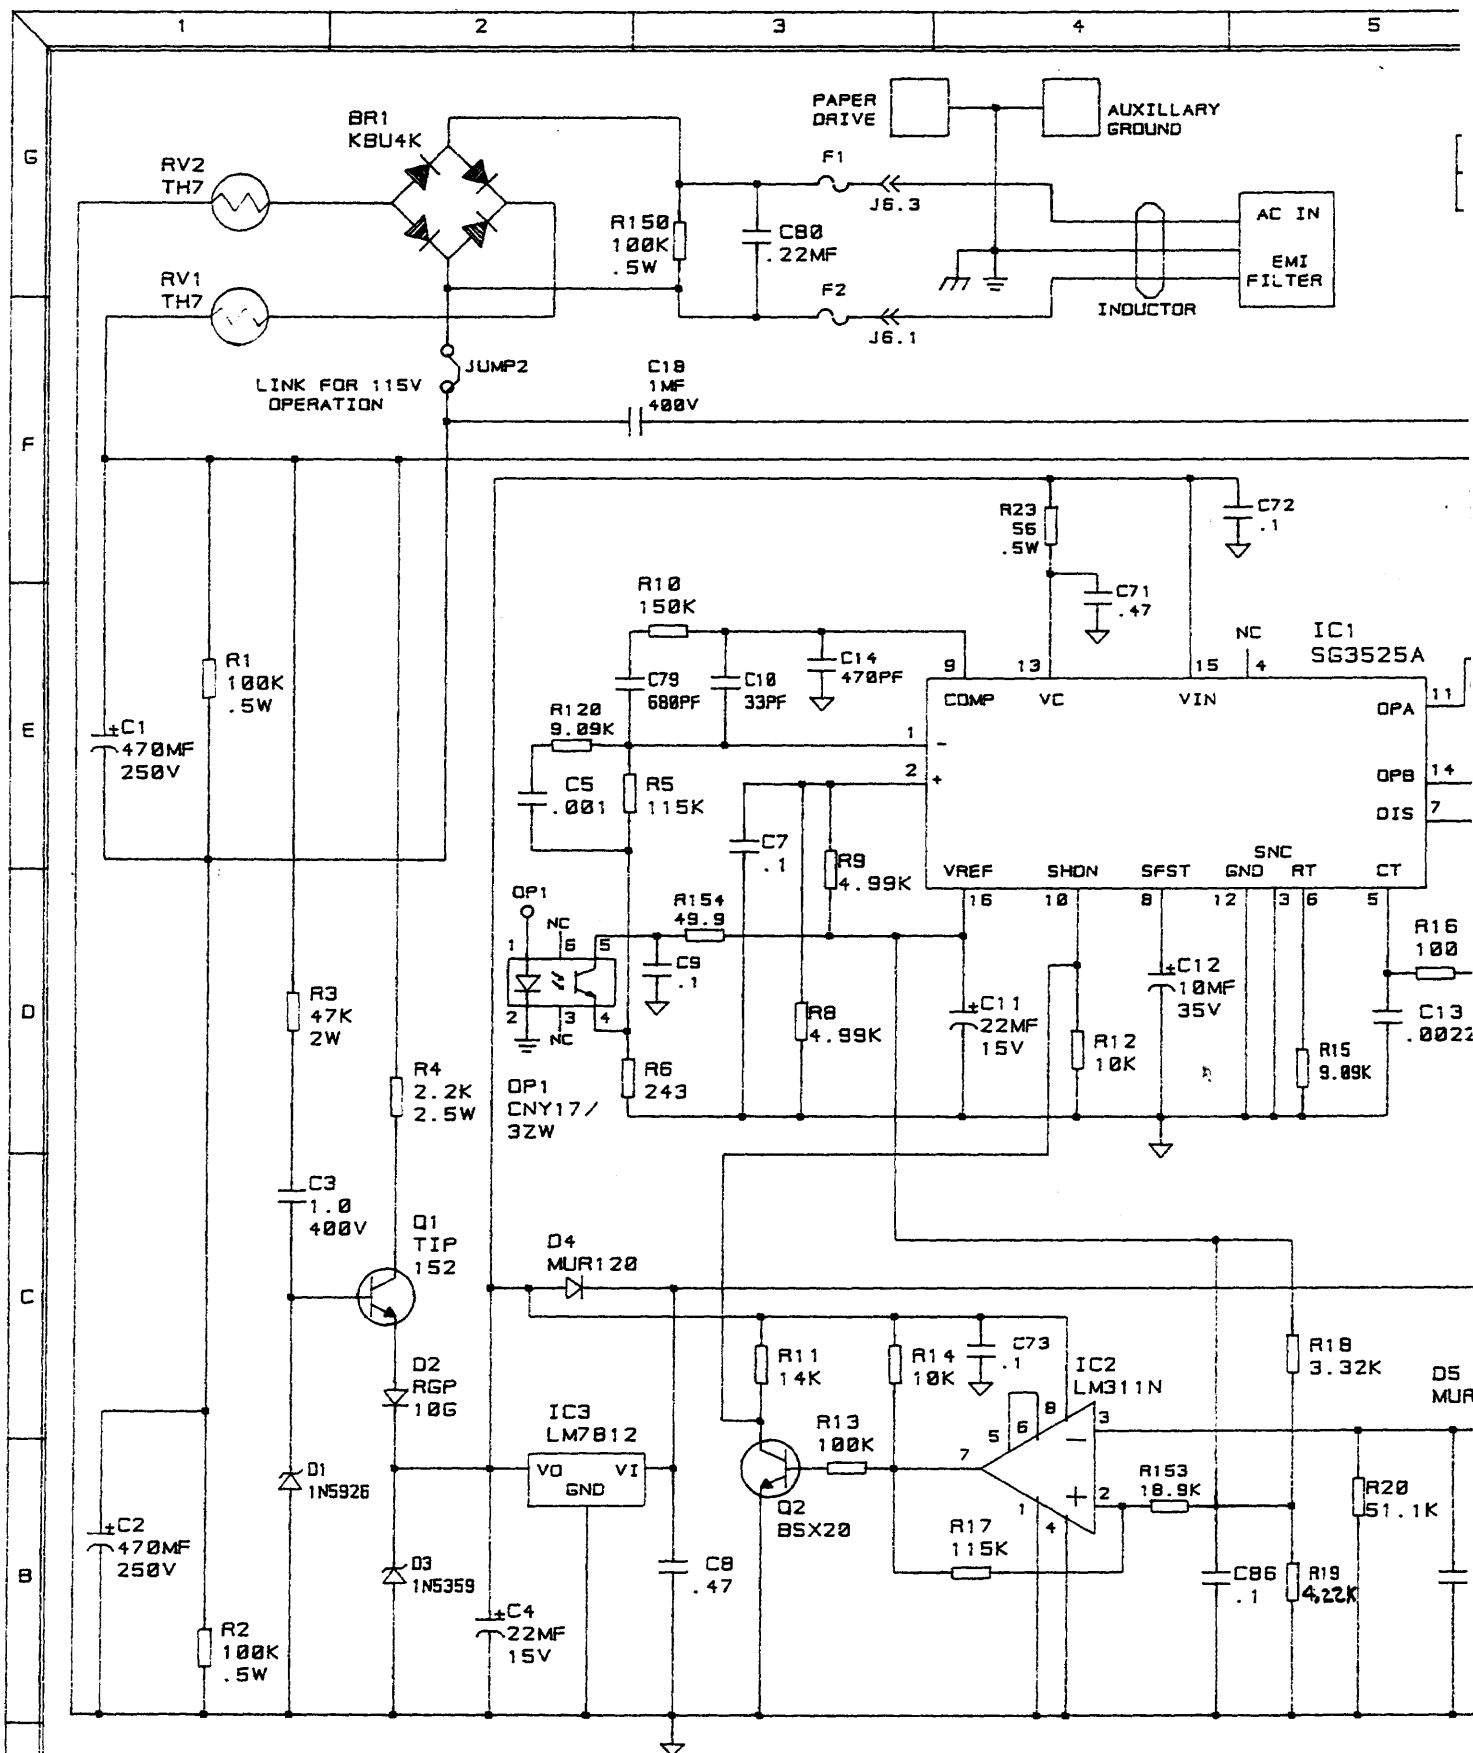 1 2 3 4 5
G
F
E
D
C
B
BR1
KBU4K
RV2
TH7
RV1
TH7
PAPER
DRIVE
AUXILLARY
GROUND
F1
J6.3
R150
100K
.5W
C80
.22MF
AC IN
EMI
FILTER
F2
J6.1
INDUCTOR
JUMP2
LINK FOR 115V
OPERATION
C18
1MF
400V
R23
56
.5W
C72
.1
C71
.47
R10
150K
C79
680PF
C10
33PF
C14
470PF
NC
IC1
SG3525A
9 13 15 4
COMP VC VIN
OPA
11
OPB
14
DIS
7
1
-
2
+
R1
100K
.5W
C1
470MF
250V
R120
9.09K
C5
.001
R5
115K
C7
.1
R9
4.99K
VREF SHDN SFST GND SNC RT CT
16 10 8 12 3 6 5
OP1
NC
1 6 5
2 3 4
NC
R154
49.9
C9
.1
R16
100
C13
.0022
C12
10MF
35V
C11
22MF
15V
R12
10K
R15
9.09K
R8
4.99K
R3
47K
2W
R4
2.2K
2.5W
OP1
CNY17/
3ZW
R6
243
C3
1.0
400V
Q1
TIP
152
D4
MUR120
D2
RGP
10G
R11
14K
R14
10K
C73
.1
IC2
LM311N
R18
3.32K
D5
MUR
IC3
LM7812
VO VI
GND
R13
100K
5 6 8 3
7
-
+
2
1
4
R153
18.9K
R20
51.1K
D1
1N5926
Q2
BSX20
R17
115K
C2
470MF
250V
D3
1N5359
C8
.47
C86
.1
R19
4.22K
C4
22MF
15V
R2
100K
.5W